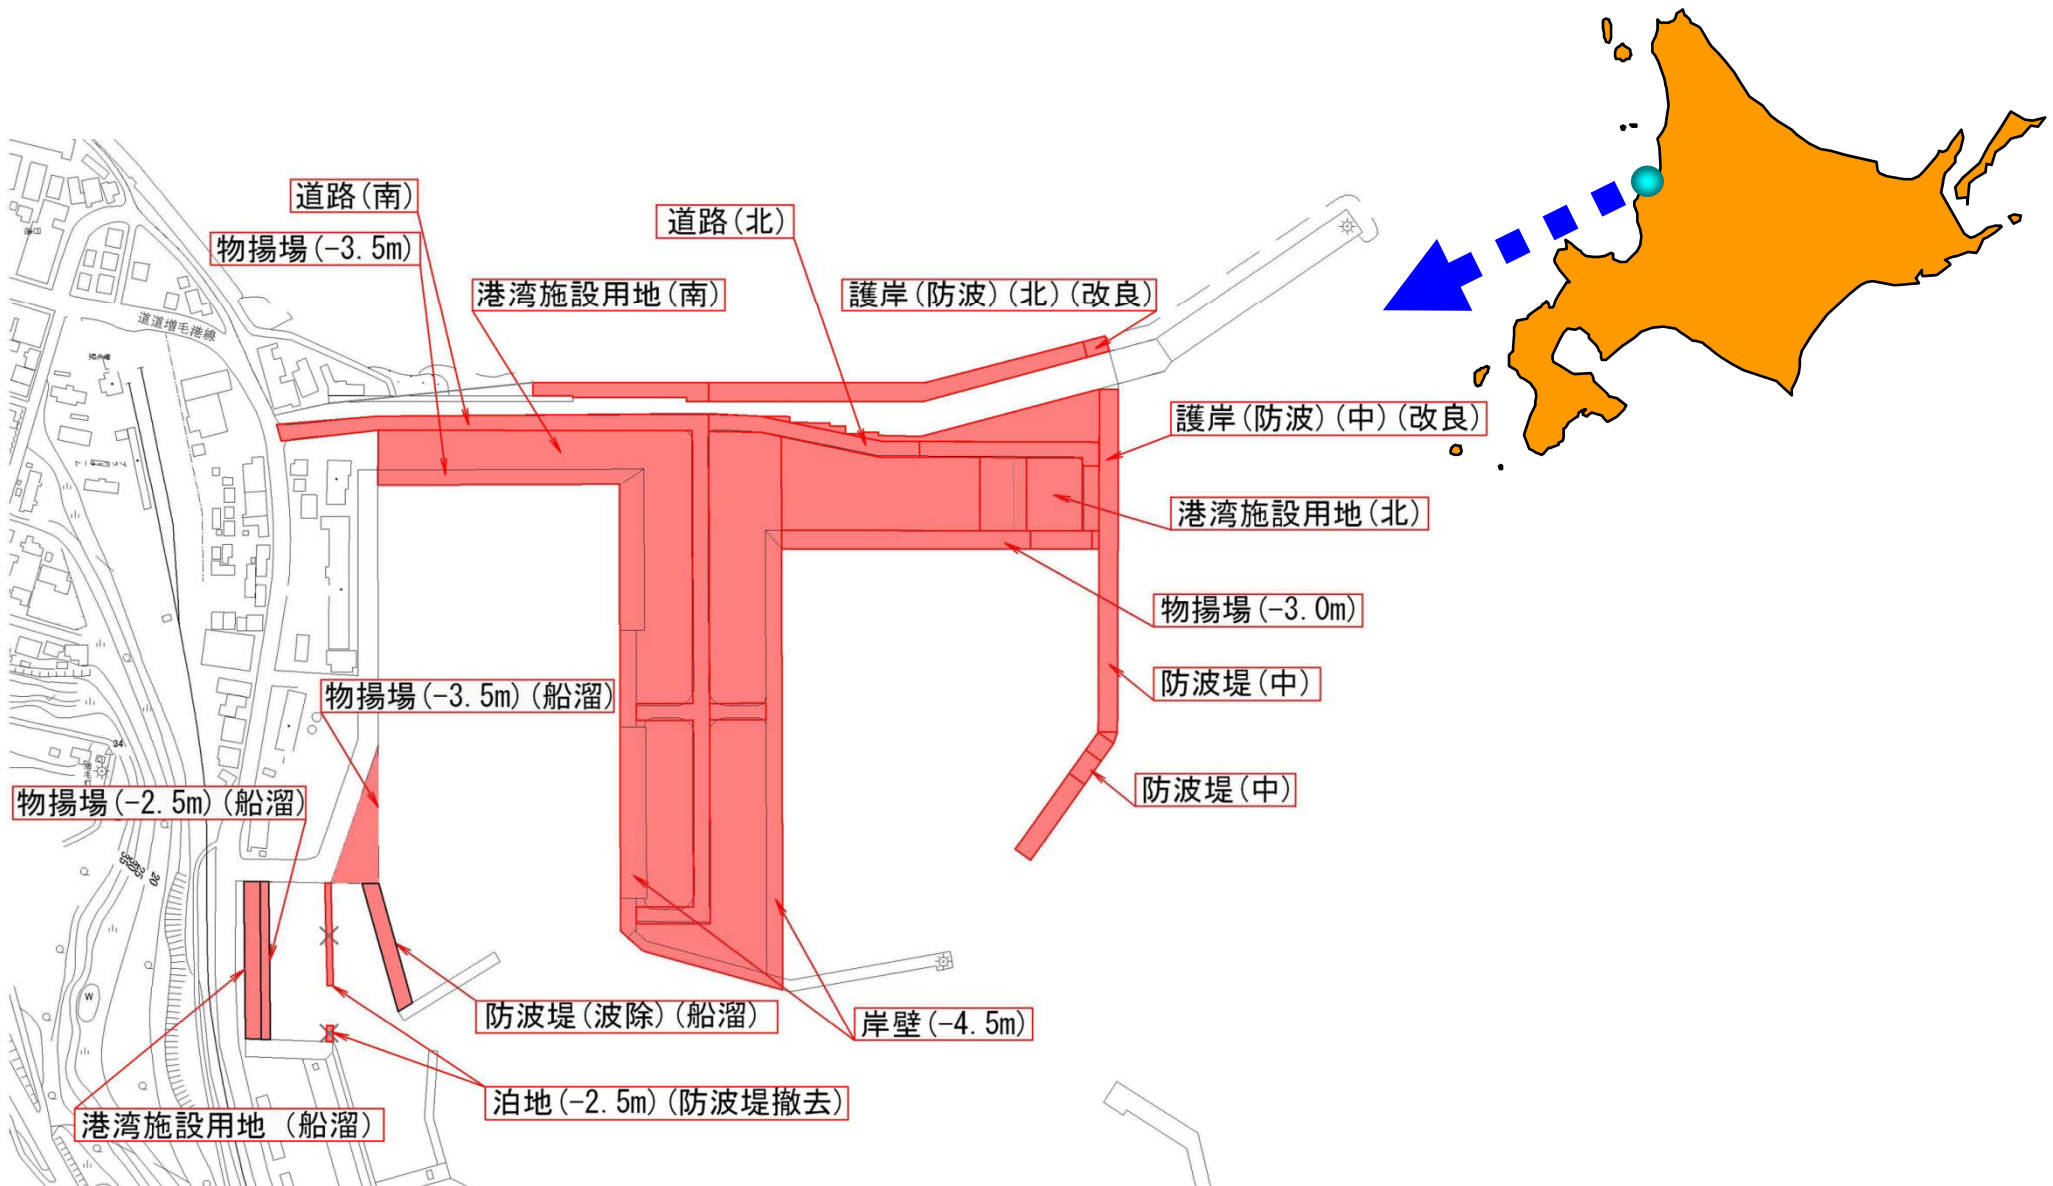 道路(南)
物揚場(-3.5m)
道路(北)
港湾施設用地(南)
護岸(防波)(北)(改良)
道道増毛港線
護岸(防波)(中)(改良)
港湾施設用地(北)
物揚場(-3.0m)
防波堤(中)
物揚場(-3.5m)(船溜)
34
防波堤(中)
物揚場(-2.5m)(船溜)
20
W
防波堤(波除)(船溜)
岸壁(-4.5m)
泊地(-2.5m)(防波堤撤去)
港湾施設用地 (船溜)